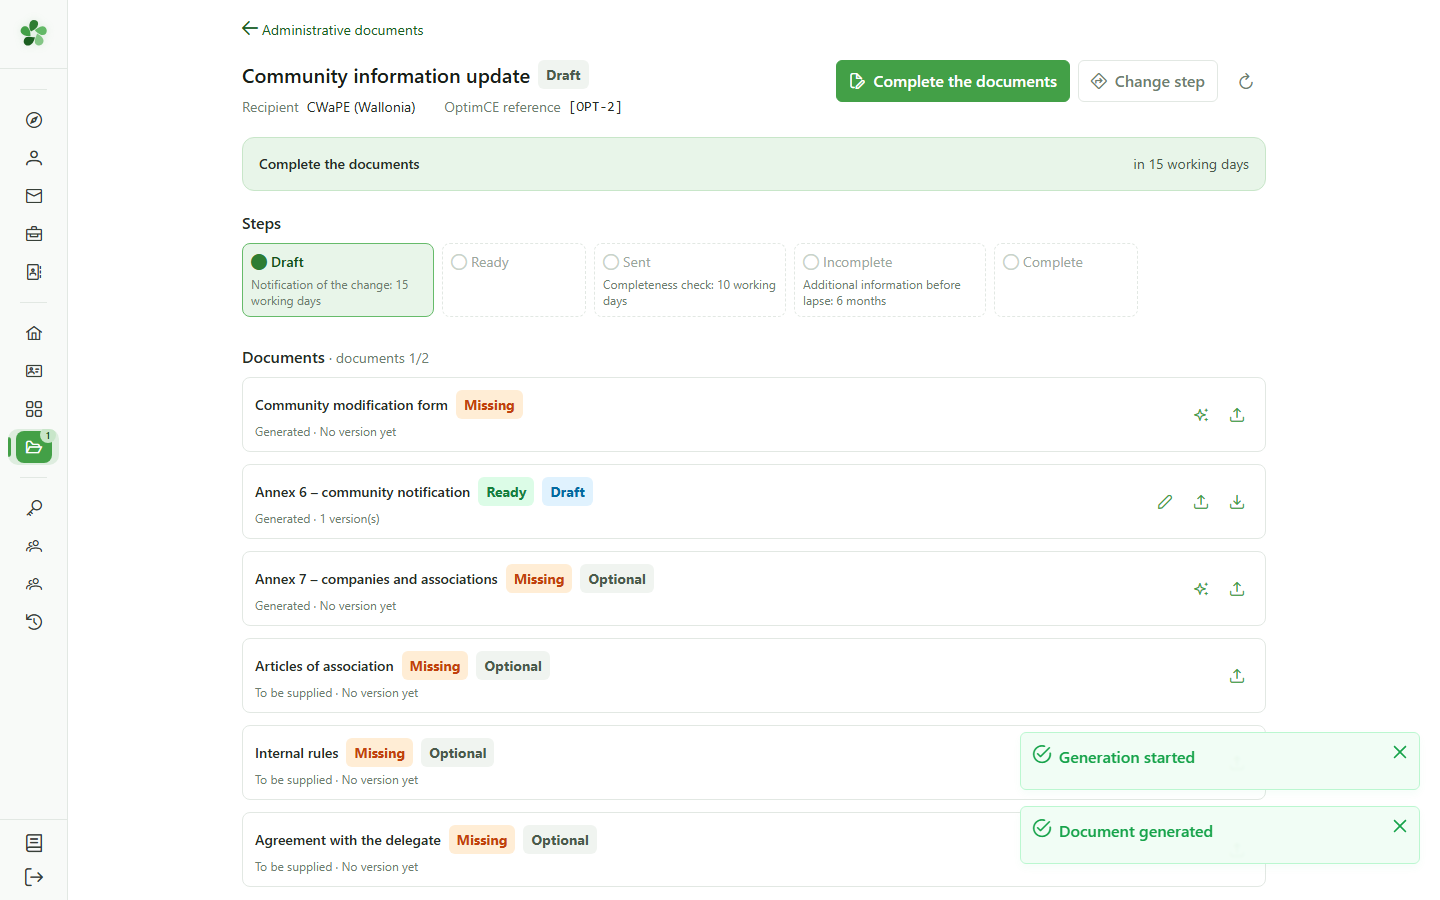 Administrative documents
Community information update
Draft
Recipient CWaPE (Wallonia)
OptimCE reference [OPT-2]
Complete the documents
Change step
Complete the documents
in 15 working days
Steps
Draft
Notification of the change: 15
working days
Ready
Sent
Completeness check: 10 working
days
Incomplete
Additional information before
lapse: 6 months
Complete
Documents · documents 1/2
Community modification form Missing
Generated · No version yet
1
Annex 6 – community notification Ready Draft
Generated · 1 version(s)
Annex 7 – companies and associations Missing Optional
Generated · No version yet
Articles of association Missing Optional
To be supplied · No version yet
Internal rules Missing Optional
To be supplied · No version yet
Generation started
Agreement with the delegate Missing Optional
To be supplied · No version yet
Document generated